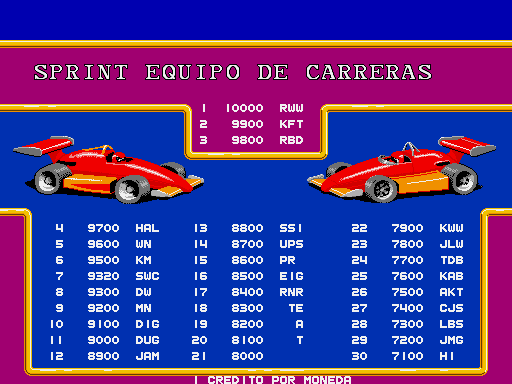 SPRINT EQUIPO DE CARRERAS
1 10000 RWW
2 9900 KFT
3 9800 RBD
4 9700 HAL 13 8800 SSI 22 7900 KWW
5 9600 WN 14 8700 UPS 23 7800 JLW
6 9500 KM 15 8600 PR 24 7700 TDB
7 9320 SWC 16 8500 EIG 25 7600 KAB
8 9300 DW 17 8400 RNR 26 7500 AKT
9 9200 MN 18 8300 TE 27 7400 CJS
10 9100 DIG 19 8200 A 28 7300 LBS
11 9000 DUG 20 8100 T 29 7200 JMG
12 8900 JAM 21 8000 30 7100 HI
1 CREDITO POR MONEDA